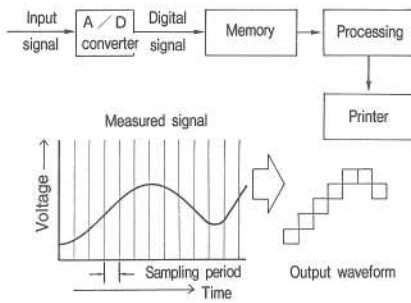 Input signal
A／D converter
Digital signal
Memory
Processing
Printer
Measured signal
Voltage
Sampling period
Time
Output waveform